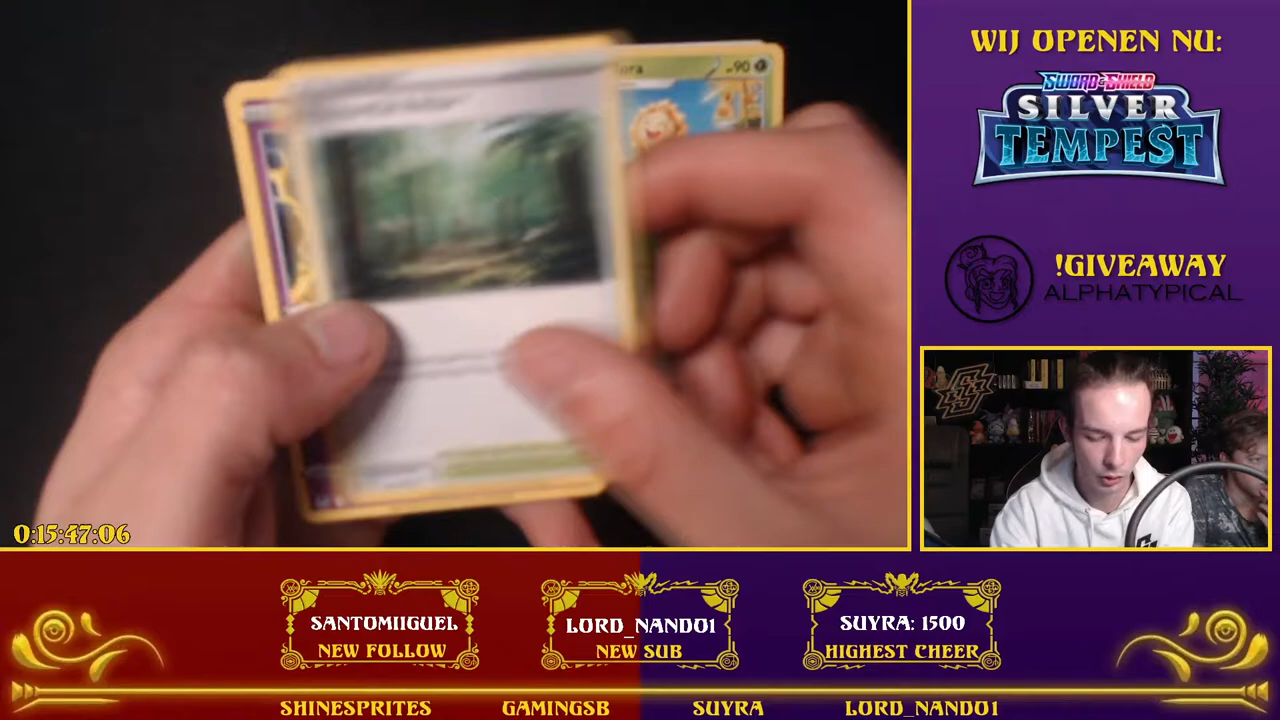 WIJ OPENEN NU:
SWORD & SHIELD
SILVER
TEMPEST
!GIVEAWAY
ALPHATYPICAL
90
0:15:47:06
SANTOMIIGUEL
NEW FOLLOW
LORD_NANDO1
NEW SUB
SUYRA: 1500
HIGHEST CHEER
SHINESPRITES
GAMINGSB
SUYRA
LORD_NANDO1